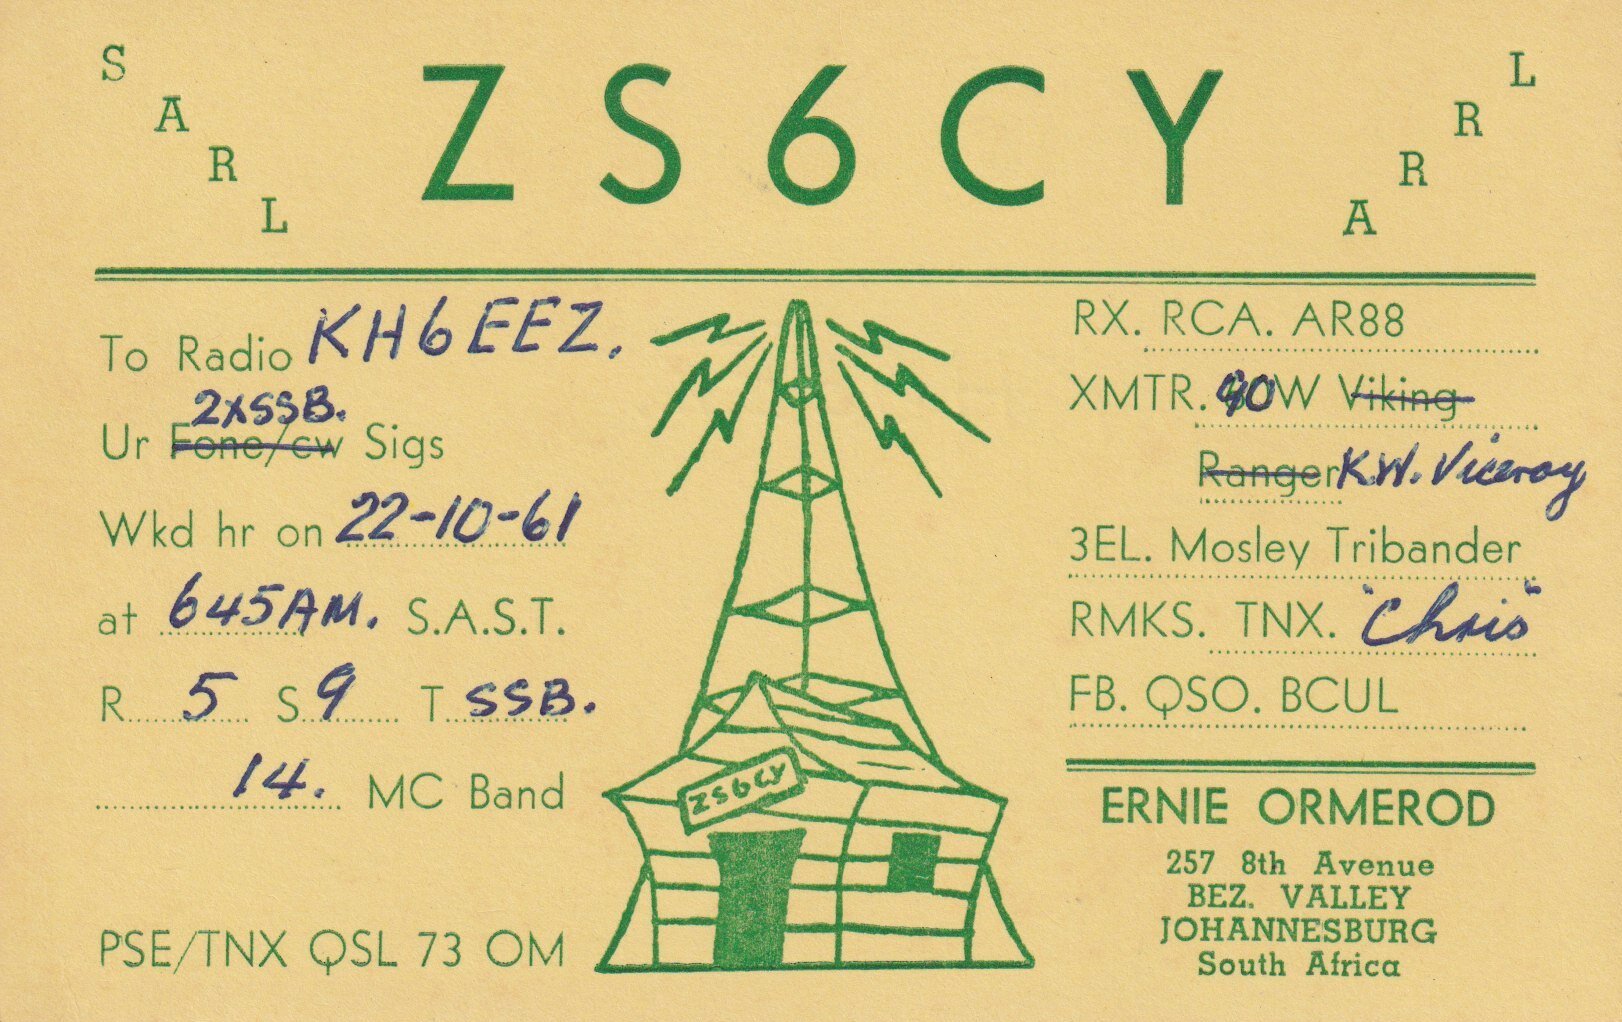 SARL
ZS6CY
ARRL
To Radio KH6EEZ.
2XSSB.
Ur Fone/cw Sigs
Wkd hr on 22-10-61
at 645AM. S.A.S.T.
R 5 S 9 T SSB.
14. MC Band
PSE/TNX QSL 73 OM
ZS6CY
RX. RCA. AR88
XMTR. 90W Viking
Ranger K.W. Viceroy
3EL. Mosley Tribander
RMKS. TNX. "Chris"
FB. QSO. BCUL
ERNIE ORMEROD
257 8th Avenue
BEZ. VALLEY
JOHANNESBURG
South Africa